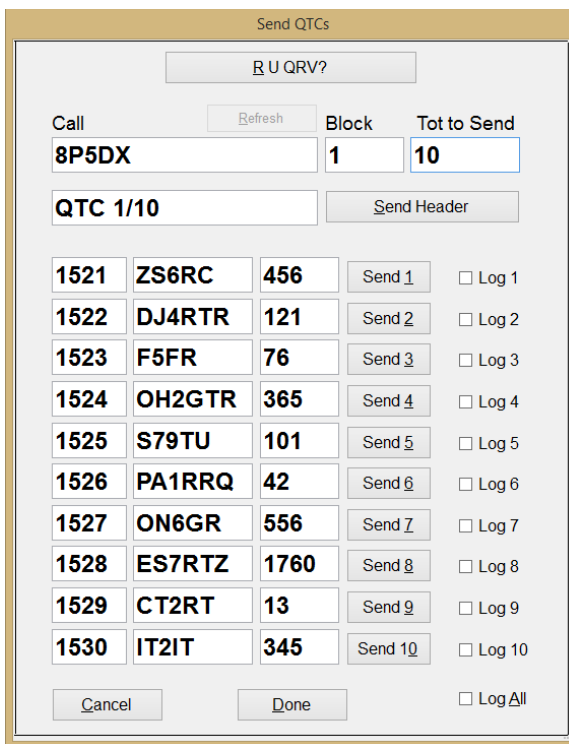 Send QTCs
R U QRV?
Refresh
Call Block Tot to Send
8P5DX 1 10
QTC 1/10 Send Header
1521 ZS6RC 456 Send 1 Log 1
1522 DJ4RTR 121 Send 2 Log 2
1523 F5FR 76 Send 3 Log 3
1524 OH2GTR 365 Send 4 Log 4
1525 S79TU 101 Send 5 Log 5
1526 PA1RRQ 42 Send 6 Log 6
1527 ON6GR 556 Send 7 Log 7
1528 ES7RTZ 1760 Send 8 Log 8
1529 CT2RT 13 Send 9 Log 9
1530 IT2IT 345 Send 10 Log 10
Cancel Done Log All